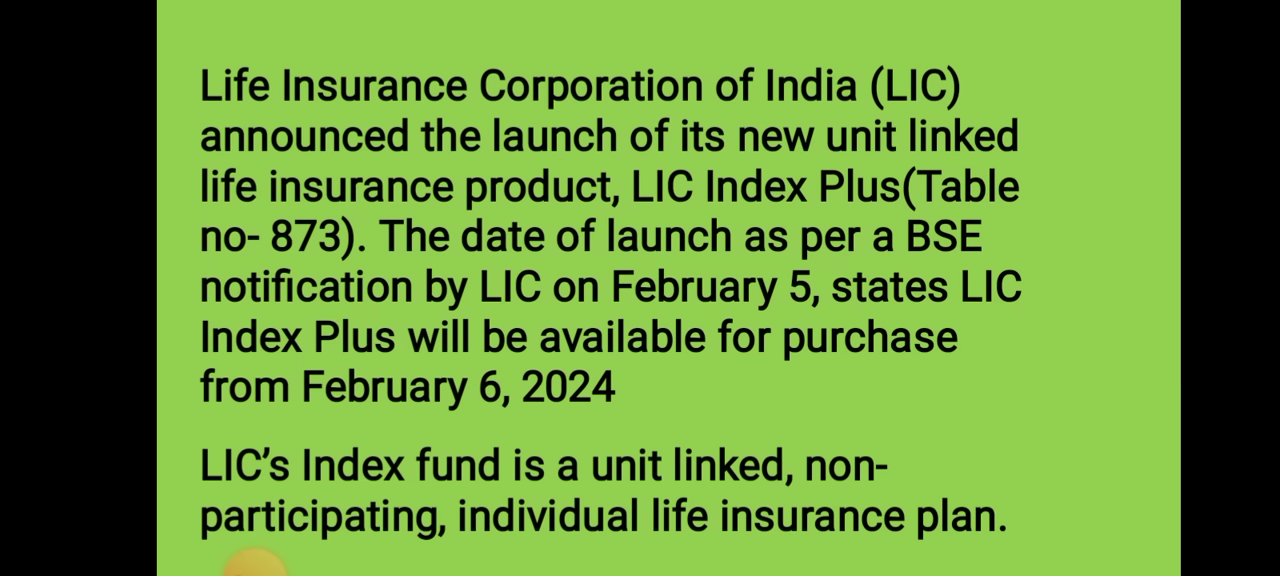 Life Insurance Corporation of India (LIC)
announced the launch of its new unit linked
life insurance product, LIC Index Plus(Table
no- 873). The date of launch as per a BSE
notification by LIC on February 5, states LIC
Index Plus will be available for purchase
from February 6, 2024
LIC’s Index fund is a unit linked, non-
participating, individual life insurance plan.